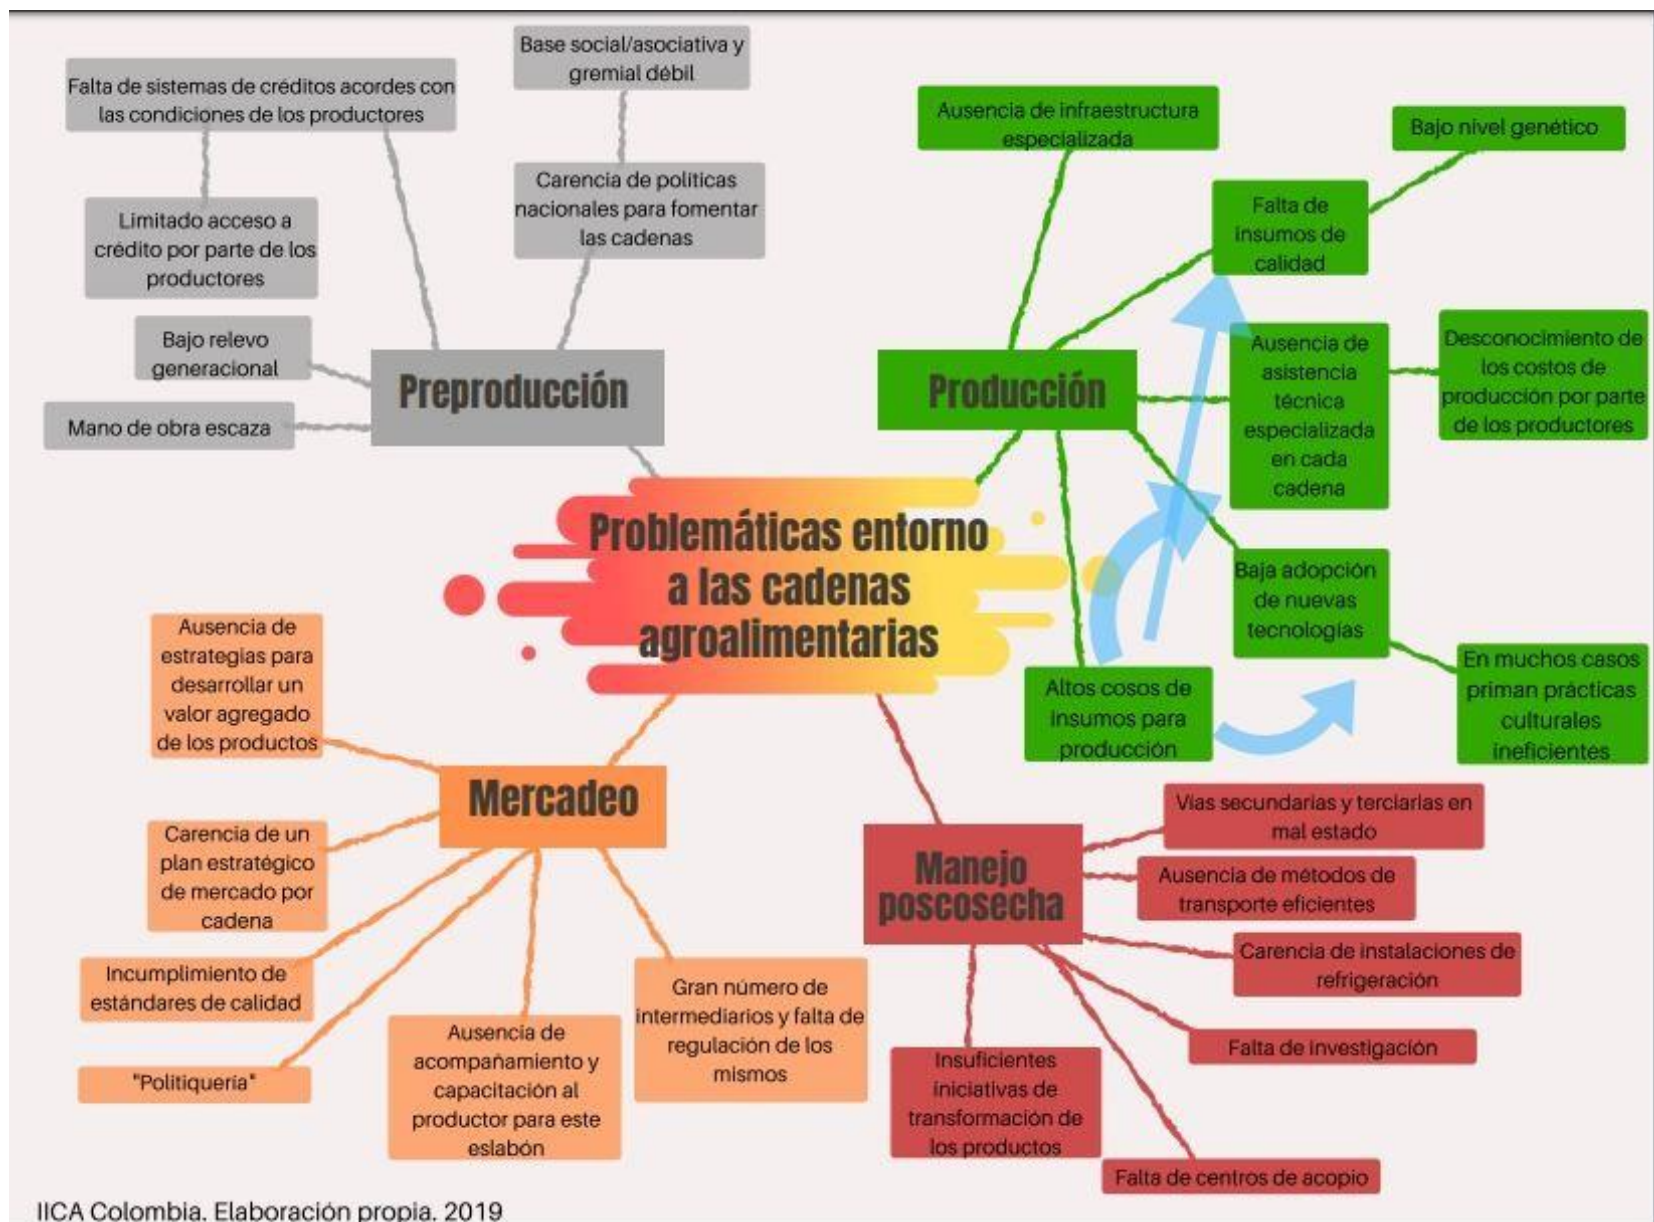 Base social/asociativa y
gremial débil
Falta de sistemas de créditos acordes con
las condiciones de los productores
Carencia de políticas
nacionales para fomentar
las cadenas
Limitado acceso a
crédito por parte de los
productores
Bajo relevo
generacional
Mano de obra escaza
Preproducción
Ausencia de infraestructura
especializada
Bajo nivel genético
Falta de
insumos de
calidad
Producción
Ausencia de
asistencia
técnica
especializada
en cada
cadena
Desconocimiento de
los costos de
producción por parte
de los productores
Baja adopción
de nuevas
tecnologías
En muchos casos
priman prácticas
culturales
ineficientes
Altos cosos de
insumos para
producción
Problemáticas entorno
a las cadenas
agroalimentarias
Ausencia de
estrategias para
desarrollar un
valor agregado
de los productos
Mercadeo
Carencia de un
plan estratégico
de mercado por
cadena
Incumplimiento de
estándares de calidad
"Politiquería"
Ausencia de
acompañamiento y
capacitación al
productor para este
eslabón
Gran número de
intermediarios y falta de
regulación de los
mismos
Manejo
poscosecha
Vías secundarias y terciarias en
mal estado
Ausencia de métodos de
transporte eficientes
Carencia de instalaciones de
refrigeración
Falta de investigación
Insuficientes
iniciativas de
transformación de
los productos
Falta de centros de acopio
IICA Colombia. Elaboración propia. 2019